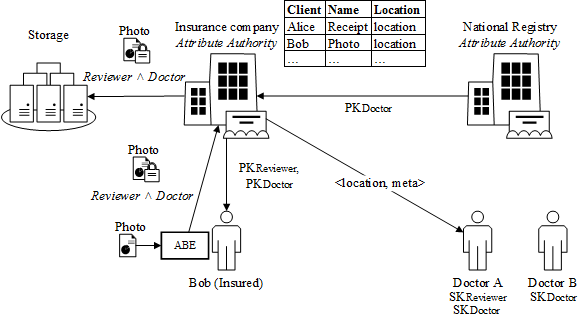 Storage
Photo
Reviewer ∧ Doctor
Insurance company
Attribute Authority
Client Name Location
Alice Receipt location
Bob Photo location
... ... ...
National Registry
Attribute Authority
PKDoctor
Photo
Reviewer ∧ Doctor
PKReviewer,
PKDoctor
<location, meta>
Photo
ABE
Bob (Insured)
Doctor A
SKReviewer
SKDoctor
Doctor B
SKDoctor